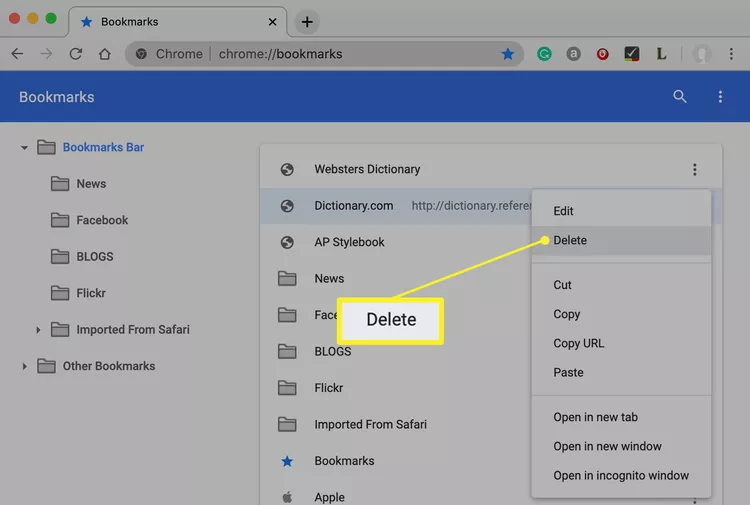 Bookmarks
Chrome chrome://bookmarks
Bookmarks
Bookmarks Bar
News
Facebook
BLOGS
Flickr
Imported From Safari
Other Bookmarks
Websters Dictionary
Dictionary.com http://dictionary.refere
AP Stylebook
News
Face
BLOGS
Flickr
Imported From Safari
Bookmarks
Apple
Edit
Delete
Cut
Copy
Copy URL
Paste
Open in new tab
Open in new window
Open in incognito window
Delete